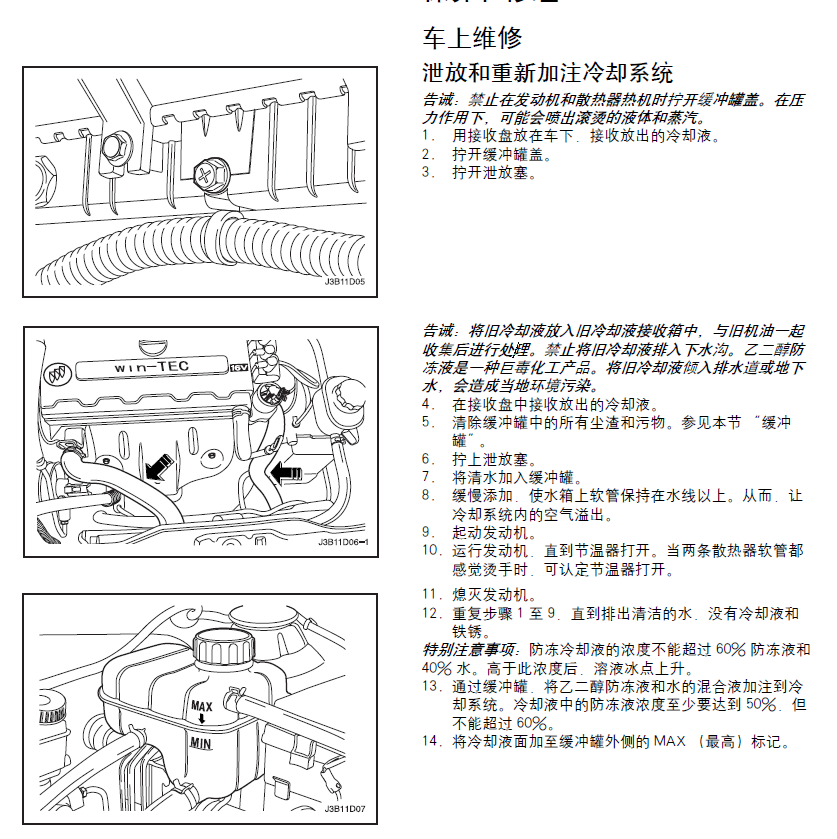 车上维修
泄放和重新加注冷却系统
告诫：禁止在发动机和散热器热机时拧开缓冲罐盖。在压
力作用下，可能会喷出滚烫的液体和蒸汽。
1． 用接收盘放在车下．接收放出的冷却液。
2． 拧开缓冲罐盖。
3． 拧开泄放塞。
J3B11D05
告诫：将旧冷却液放入旧冷却液接收箱中，与旧机油一起
收集后进行处理。禁止将旧冷却液排入下水沟。乙二醇防
冻液是一种巨毒化工产品。将旧冷却液倾入排水道或地下
水，会造成当地环境污染。
4． 在接收盘中接收放出的冷却液。
5． 清除缓冲罐中的所有尘渣和污物。参见本节 “缓冲
罐”。
6． 拧上泄放塞。
7． 将清水加入缓冲罐。
8． 缓慢添加．使水箱上软管保持在水线以上。从而．让
冷却系统内的空气溢出。
9． 起动发动机。
10．运行发动机．直到节温器打开。当两条散热器软管都
感觉烫手时．可认定节温器打开。
win-TEC
16V
J3B11D06-1
11．熄灭发动机。
12．重复步骤 1 至 9．直到排出清洁的水．没有冷却液和
铁锈。
特别注意事项：防冻冷却液的浓度不能超过 60% 防冻液和
40% 水。高于此浓度后．溶液冰点上升。
13．通过缓冲罐．将乙二醇防冻液和水的混合液加注到冷
却系统。冷却液中的防冻液浓度至少要达到 50%．但
不能超过 60%。
14．将冷却液面加至缓冲罐外侧的 MAX （最高）标记。
MAX
MIN
J3B11D07